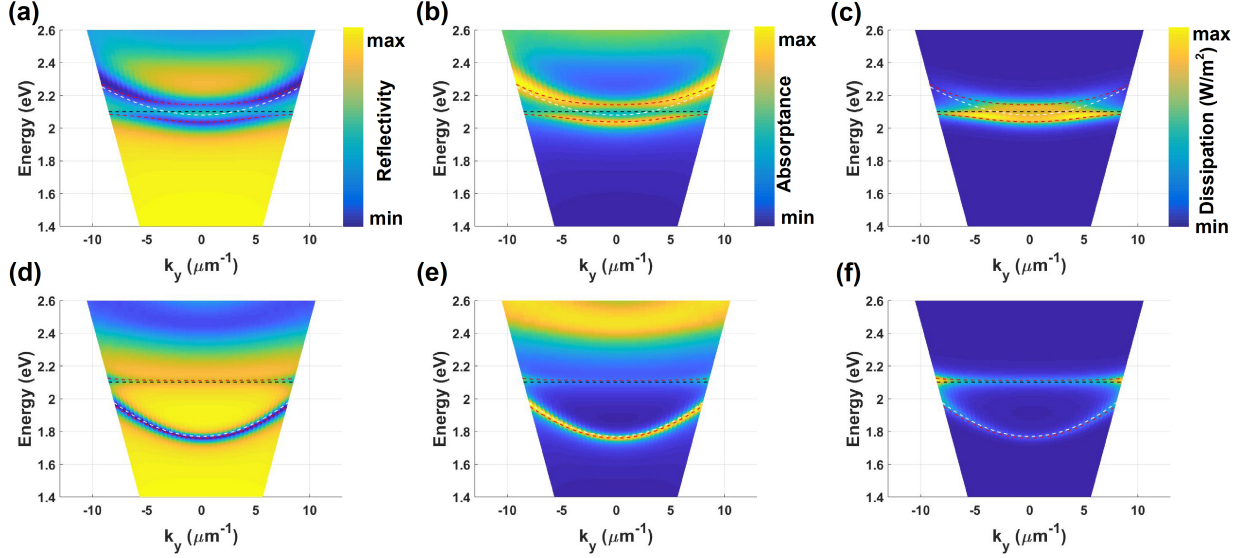 (a)
2.6
2.4
2.2
2
1.8
1.6
1.4
Energy (eV)
-10 -5 0 5 10
k_y (μm⁻¹)
max
min
Reflectivity
(b)
2.6
2.4
2.2
2
1.8
1.6
1.4
Energy (eV)
-10 -5 0 5 10
k_y (μm⁻¹)
max
min
Absorptance
(c)
2.6
2.4
2.2
2
1.8
1.6
1.4
Energy (eV)
-10 -5 0 5 10
k_y (μm⁻¹)
max
min
Dissipation (W/m²)
(d)
2.6
2.4
2.2
2
1.8
1.6
1.4
Energy (eV)
-10 -5 0 5 10
k_y (μm⁻¹)
(e)
2.6
2.4
2.2
2
1.8
1.6
1.4
Energy (eV)
-10 -5 0 5 10
k_y (μm⁻¹)
(f)
2.6
2.4
2.2
2
1.8
1.6
1.4
Energy (eV)
-10 -5 0 5 10
k_y (μm⁻¹)